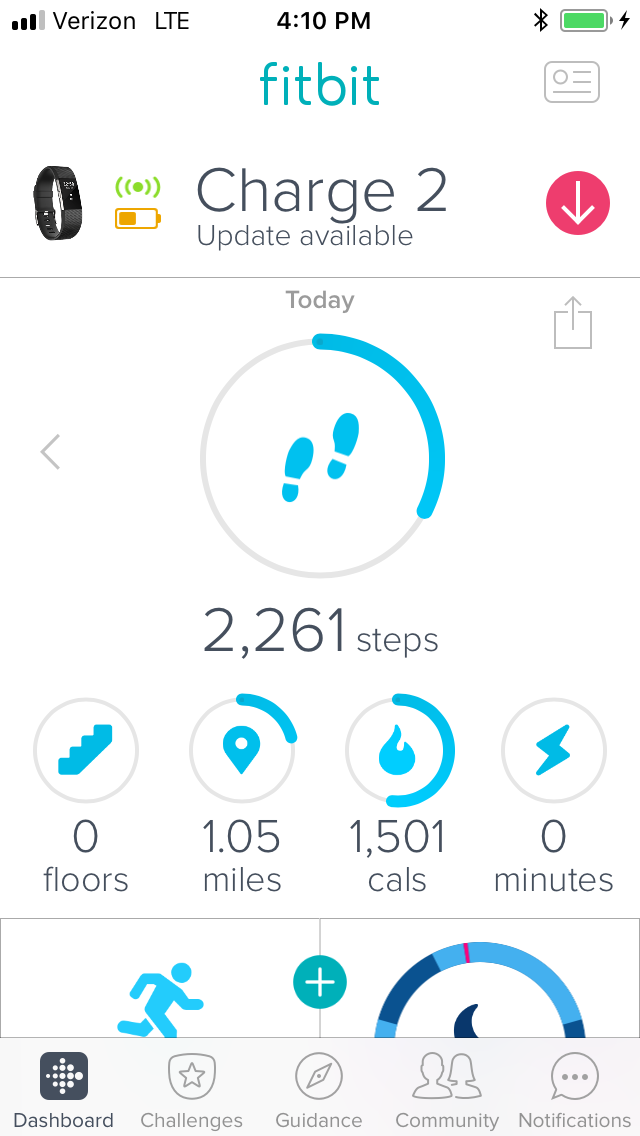 Verizon LTE 4:10 PM
fitbit
Charge 2
Update available
Today
2,261 steps
0 1.05 1,501 0
floors miles cals minutes
Dashboard Challenges Guidance Community Notifications